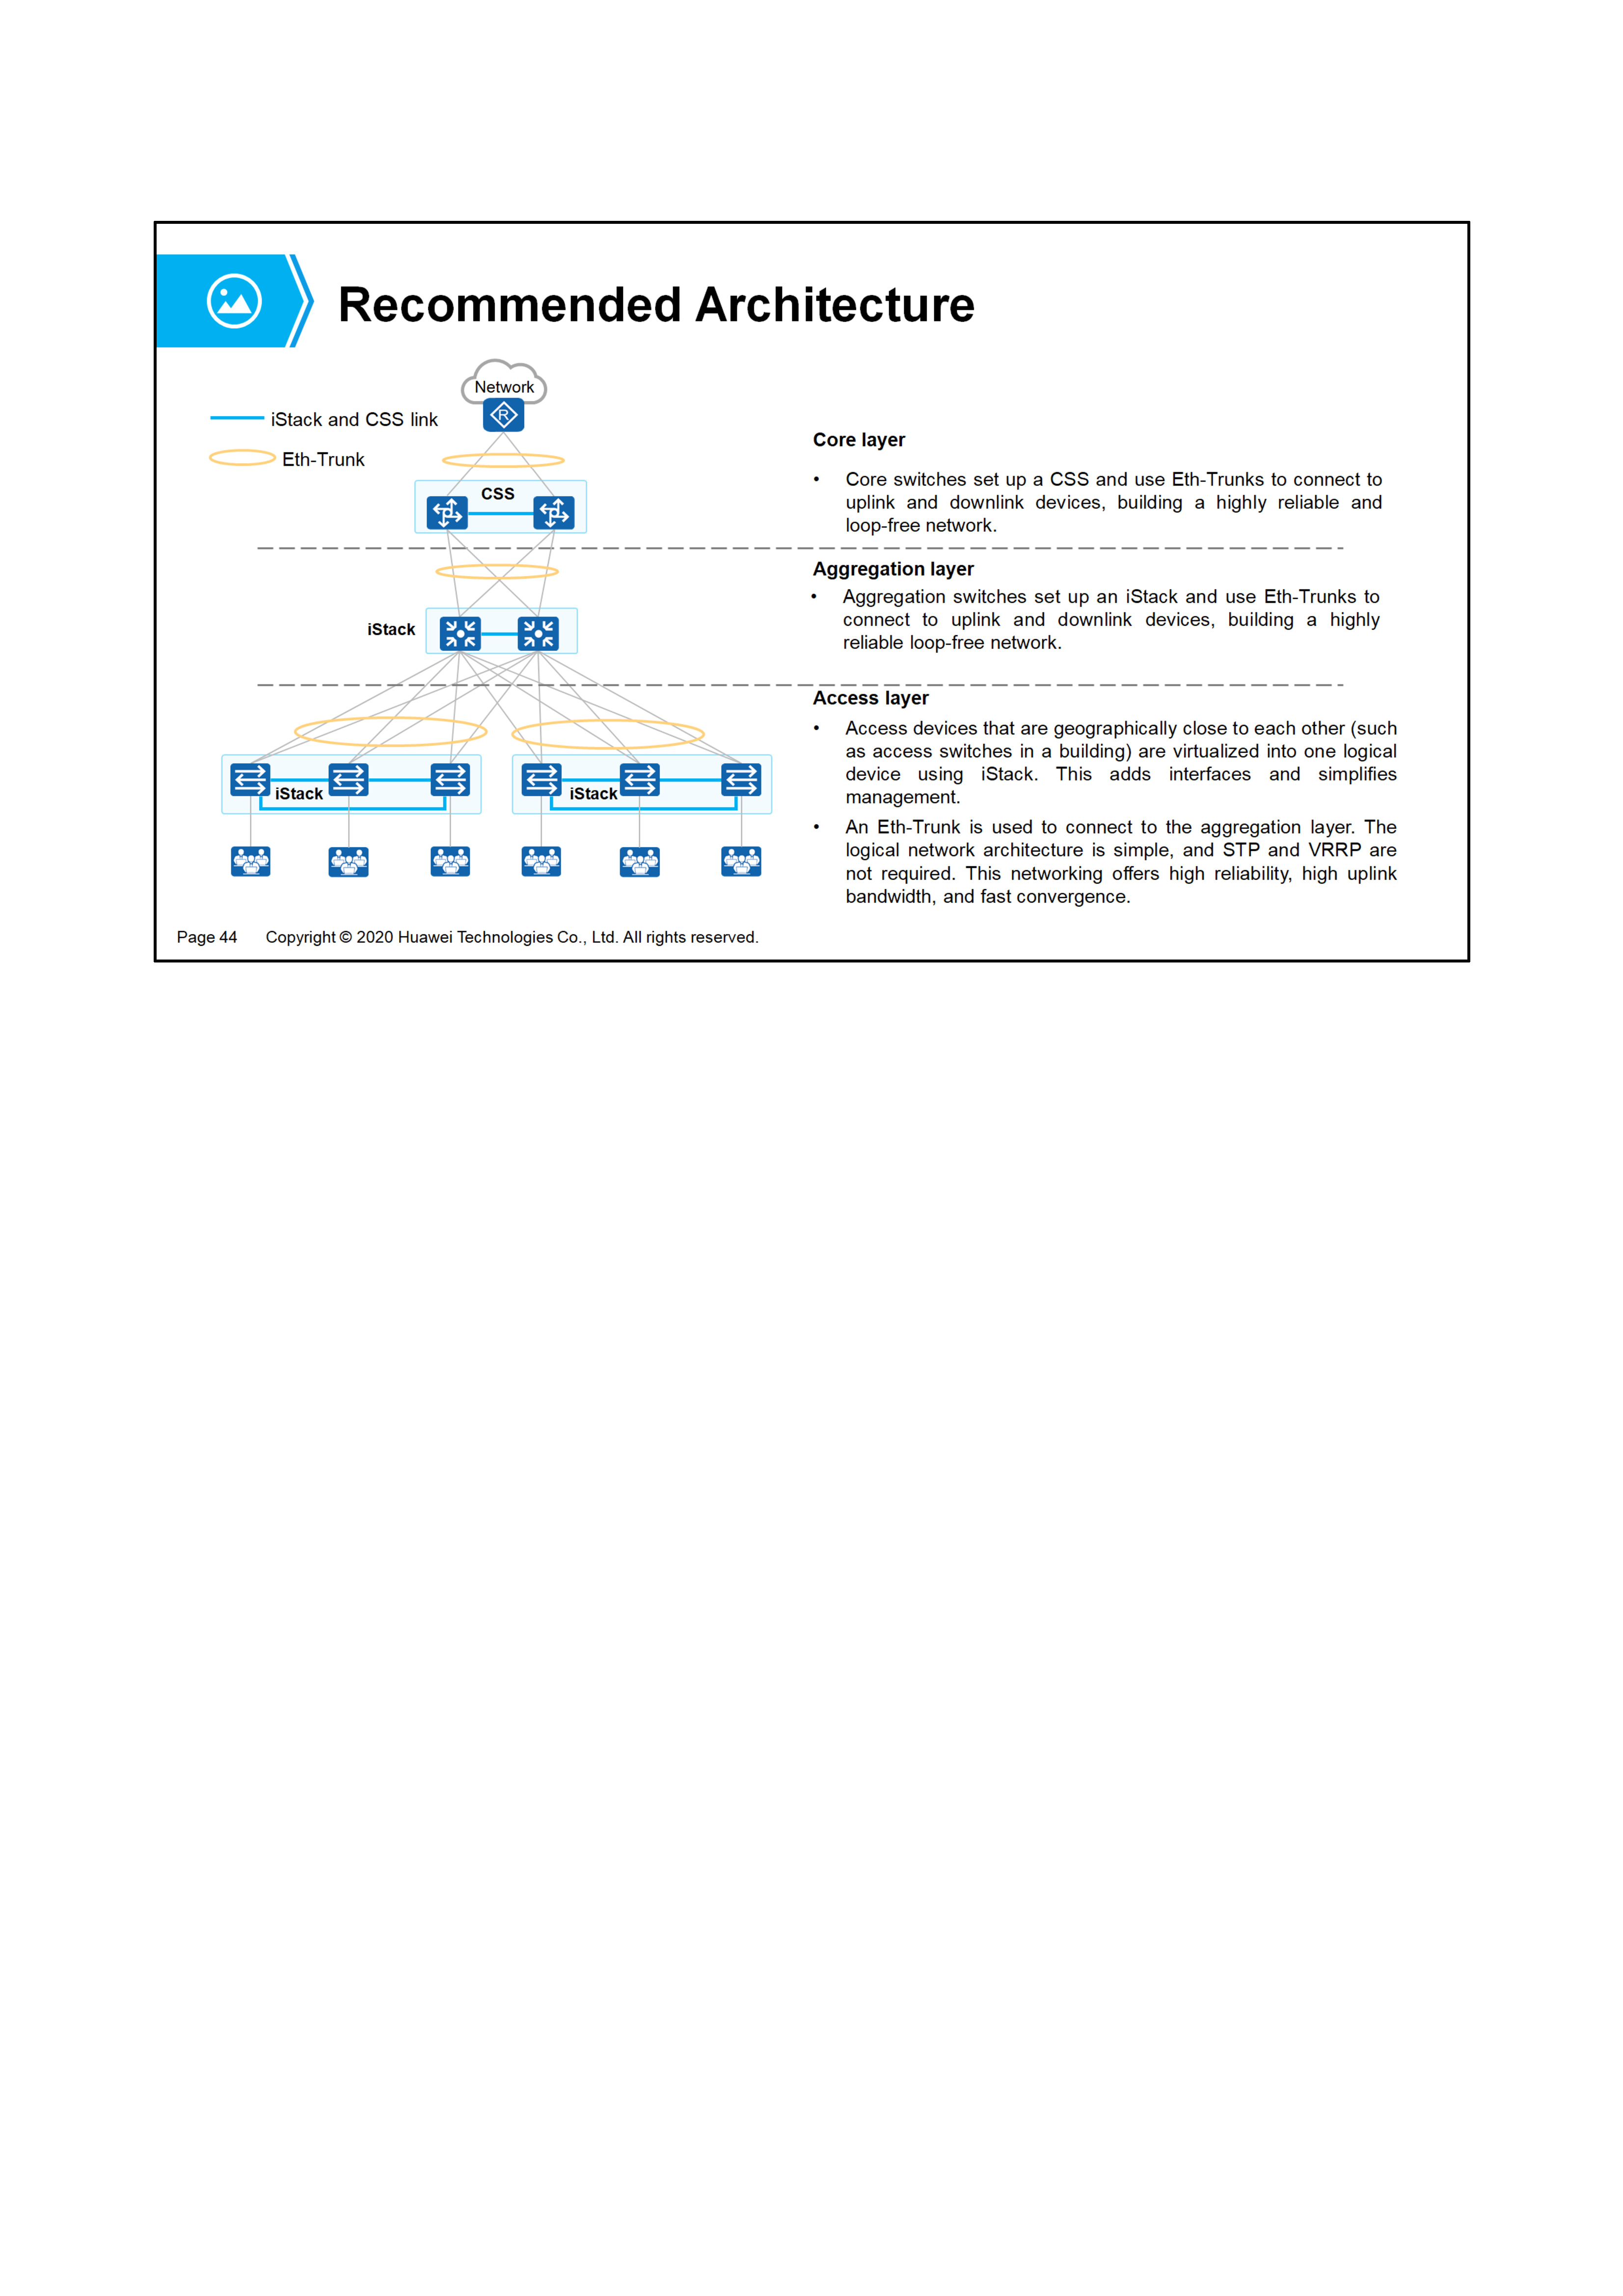 Recommended Architecture
Network
R
iStack and CSS link
Eth-Trunk
CSS
iStack
iStack
iStack
Core layer
• Core switches set up a CSS and use Eth-Trunks to connect to
uplink and downlink devices, building a highly reliable and
loop-free network.
Aggregation layer
• Aggregation switches set up an iStack and use Eth-Trunks to
connect to uplink and downlink devices, building a highly
reliable loop-free network.
Access layer
• Access devices that are geographically close to each other (such
as access switches in a building) are virtualized into one logical
device using iStack. This adds interfaces and simplifies
management.
• An Eth-Trunk is used to connect to the aggregation layer. The
logical network architecture is simple, and STP and VRRP are
not required. This networking offers high reliability, high uplink
bandwidth, and fast convergence.
Page 44 Copyright © 2020 Huawei Technologies Co., Ltd. All rights reserved.